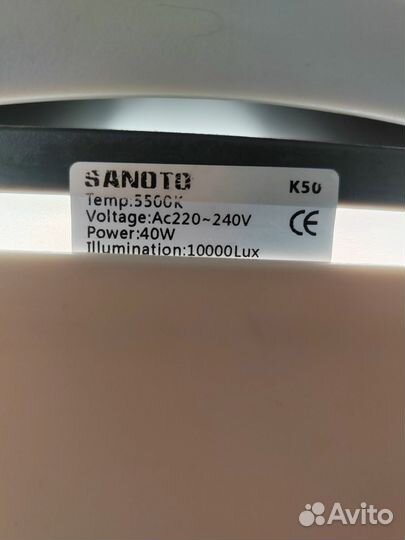 SANOTO K50
Temp:5500K
Voltage:Ac220~240V
Power:40W
Illumination:10000Lux
CE
Avito